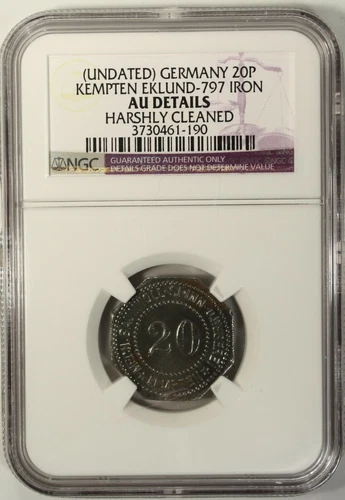 (UNDATED) GERMANY 20P
KEMPTEN EKLUND-797 IRON
AU DETAILS
HARSHLY CLEANED
3730461-190
NGC
GUARANTEED AUTHENTIC ONLY
DETAILS GRADE DOES NOT DETERMINE VALUE
20